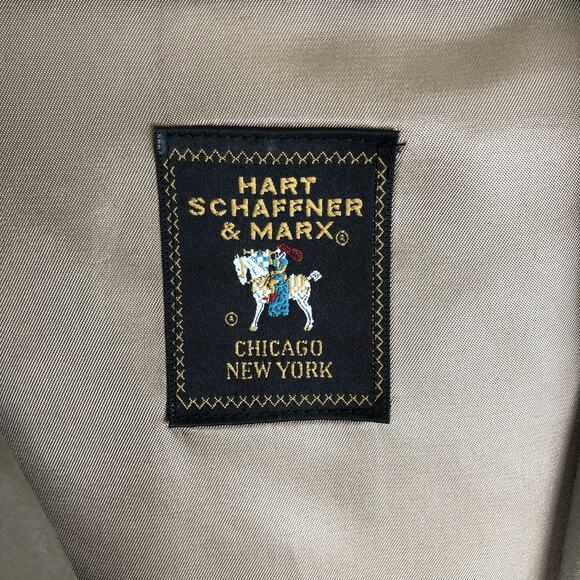 HART
SCHAFFNER
& MARX®
®
CHICAGO
NEW YORK